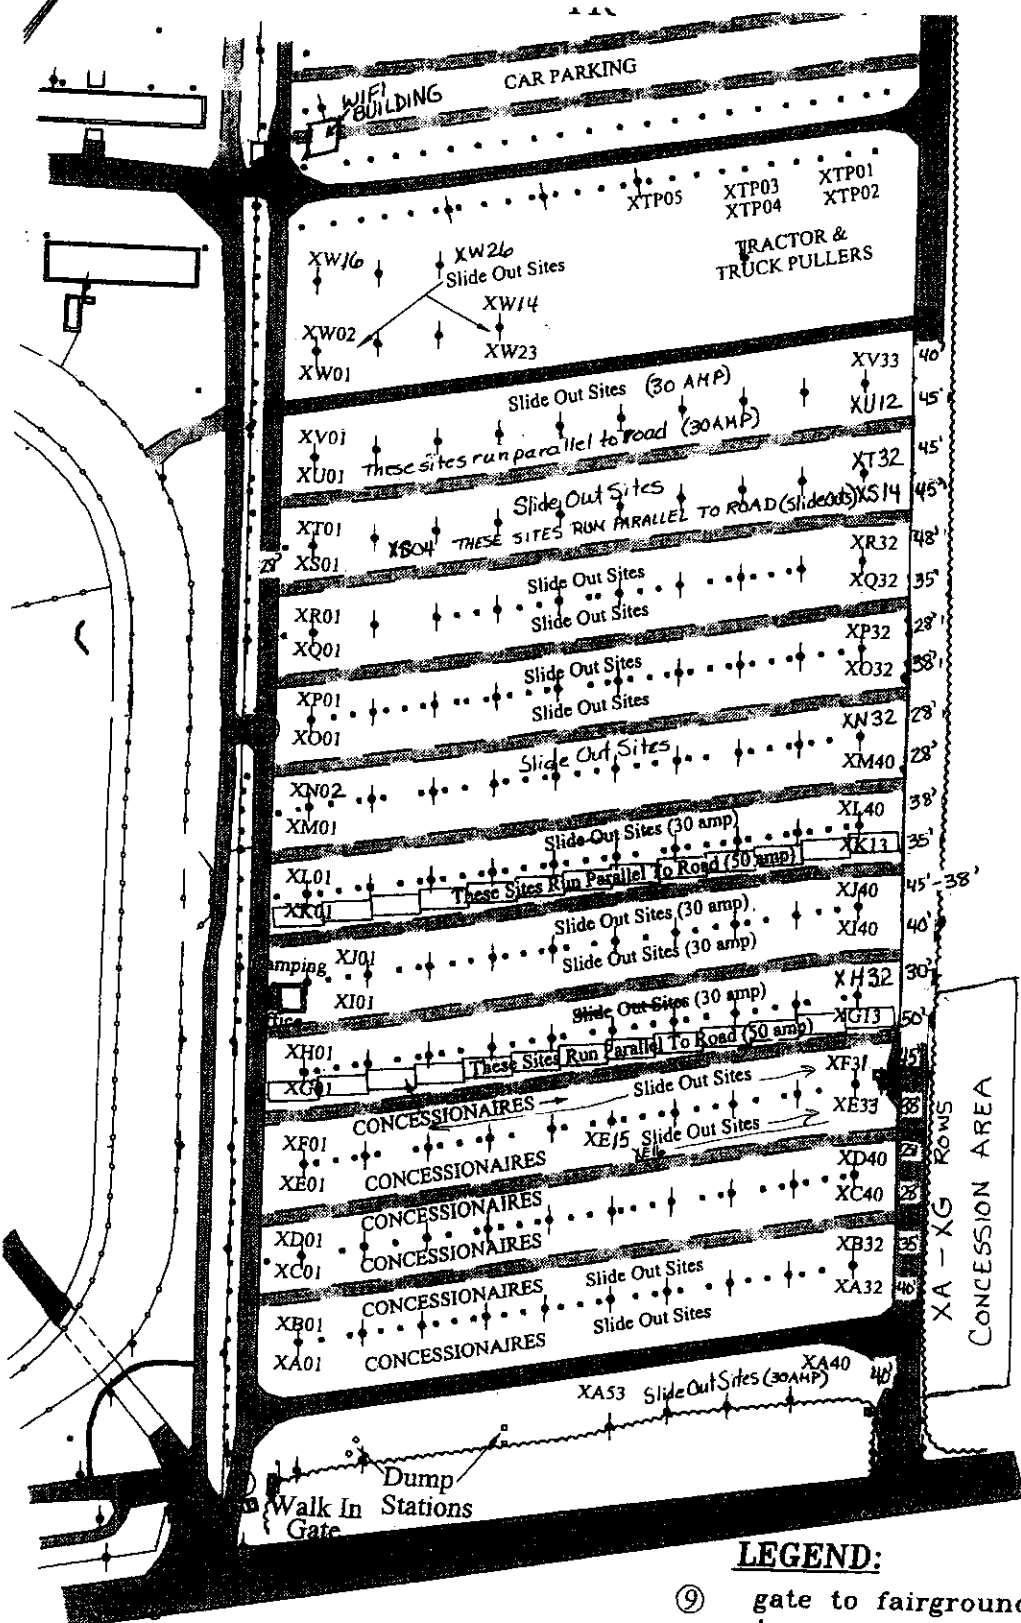 CAR PARKING
WIFI
BUILDING
XTP05
XTP03
XTP04
XTP01
XTP02
TRACTOR &
TRUCK PULLERS
XW16
XW26
Slide Out Sites
XW14
XW02
XW23
XW01
XV33
40'
Slide Out Sites (30 AMP)
XU12
45'
XV01
XU01
These sites run parallel to road (30AMP)
XT32
45'
Slide Out Sites
XS14
45'
XT01
XS04 THESE SITES RUN PARALLEL TO ROAD (Slideouts)
XS01
28'
XR32
48'
Slide Out Sites
XQ32
35'
XR01
Slide Out Sites
XQ01
XP32
28'
Slide Out Sites
XO32
38'
XP01
Slide Out Sites
XO01
XN32
28'
Slide Out Sites
XM40
28'
XN02
XM01
XL40
38'
Slide Out Sites (30 amp)
XK13
35'
XL01
These Sites Run Parallel To Road (50 amp)
XK01
XJ40
45'-38'
Slide Out Sites (30 amp)
XI40
40'
XJ01
Slide Out Sites (30 amp)
amping
XI01
XH32
30'
Slide Out Sites (30 amp)
XG13
50'
XH01
These Sites Run Parallel To Road (50 amp)
XG01
XF31
45'
Slide Out Sites
CONCESSIONAIRES
XE33
38'
XF01
XE15 Slide Out Sites
XE16
XE01
CONCESSIONAIRES
XD40
28'
CONCESSIONAIRES
XC40
28'
XD01
CONCESSIONAIRES
XC01
XB32
35'
Slide Out Sites
CONCESSIONAIRES
XA32
40'
XB01
Slide Out Sites
XA01
CONCESSIONAIRES
XA40
40'
XA53
Slide Out Sites (30AMP)
XA - XG ROWS
CONCESSION AREA
Dump
Stations
Walk In
Gate
LEGEND:
⑨ gate to fairground